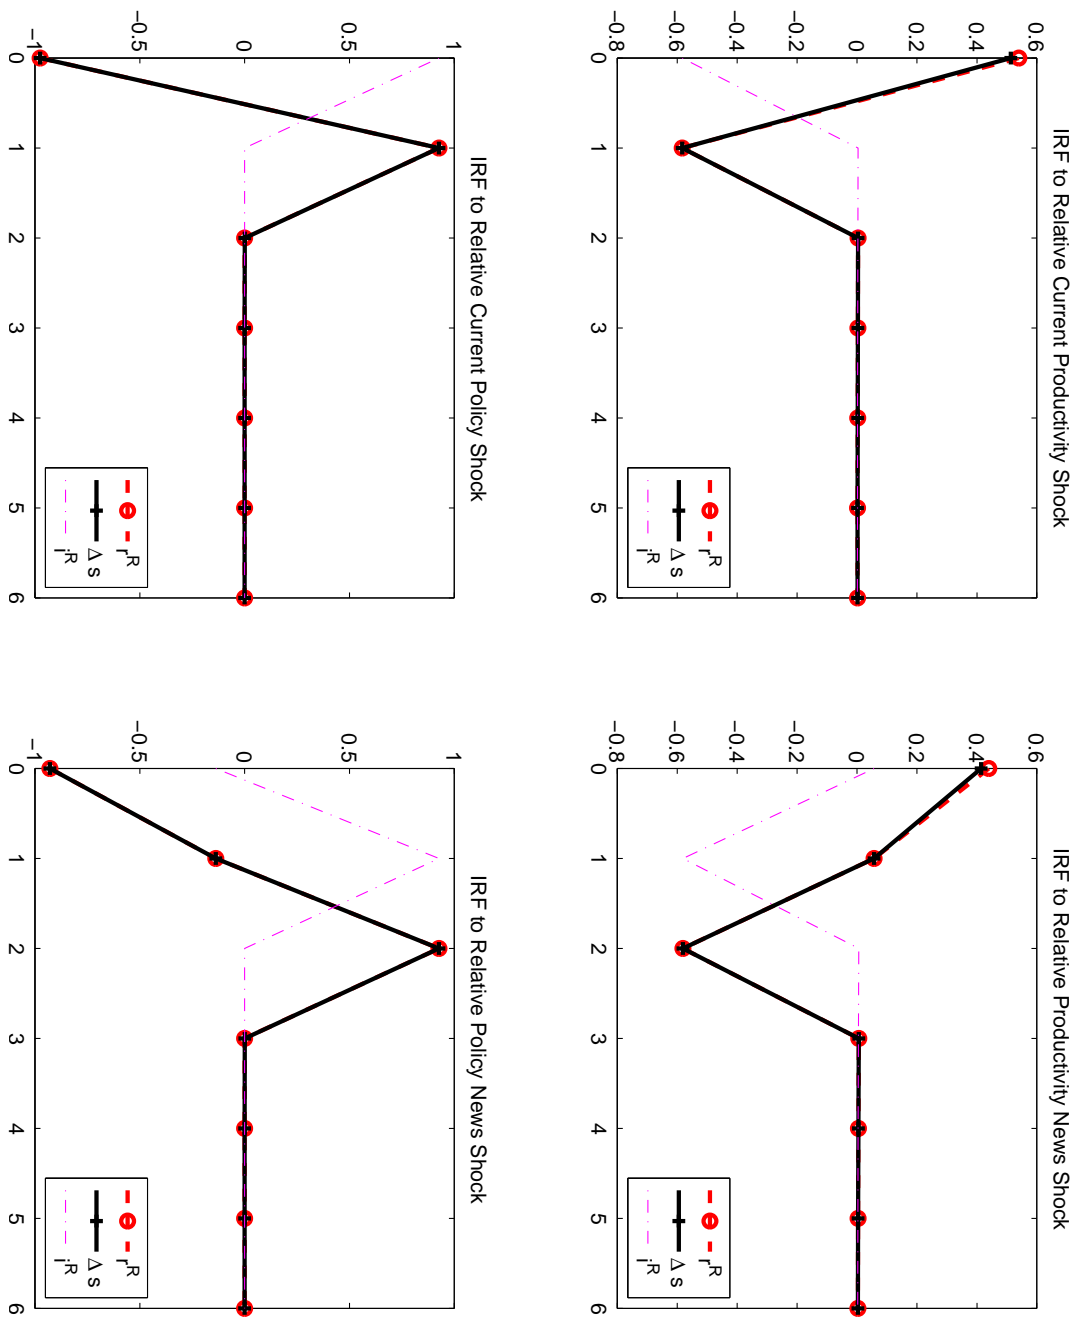 IRF to Relative Current Productivity Shock
0.6
0.4
0.2
0
−0.2
−0.4
−0.6
−0.8
0 1 2 3 4 5 6
r^R
Δ s
i^R
IRF to Relative Productivity News Shock
0.6
0.4
0.2
0
−0.2
−0.4
−0.6
−0.8
0 1 2 3 4 5 6
r^R
Δ s
i^R
IRF to Relative Current Policy Shock
1
0.5
0
−0.5
−1
0 1 2 3 4 5 6
r^R
Δ s
i^R
IRF to Relative Policy News Shock
1
0.5
0
−0.5
−1
0 1 2 3 4 5 6
r^R
Δ s
i^R